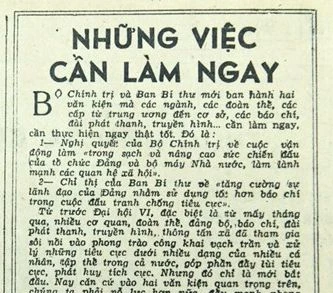 NHỮNG VIỆC
CẦN LÀM NGAY
BỘ Chính trị và Ban Bí thư mới ban hành hai
văn kiện mà các ngành, các đoàn thể, các
cấp từ trung ương đến cơ sở, các báo chí,
đài phát thanh, truyền hình... cần làm ngay,
cần thực hiện ngay thật tốt. Đó là:
1— Nghị quyết của Bộ Chính trị về cuộc vận
động làm «trong sạch và nâng cao sức chiến đấu
của tổ chức Đảng và bộ máy Nhà nước, làm lành
mạnh các quan hệ xã hội».
2— Chỉ thị của Ban Bí thư về «tăng cường sự
lãnh đạo của Đảng nhằm sử dụng tốt hơn báo chí
trong cuộc đấu tranh chống tiêu cực».
Từ trước Đại hội VI, đặc biệt là từ mấy tháng
qua, nhiều cơ quan, đoàn thể, đảng bộ, báo chí, đài
phát thanh, truyền hình, thông tấn xã đã tham gia
sôi nổi vào phong trào công khai vạch trần và xử
lý những tiêu cực dưới nhiều dạng của nhiều cá
nhân, tập thể trong cả nước, góp phần đẩy lùi tiêu
cực, phát huy tích cực. Nhưng đó chỉ là mới bắt
đầu. Nay căn cứ vào hai văn kiện quan trọng trên,